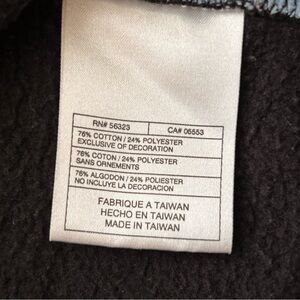 RN# 56323 CA# 05553
76% COTTON / 24% POLYESTER
EXCLUSIVE OF DECORATION
76% COTON / 24% POLYESTER
SANS ORNEMENTS
76% ALGODON / 24% POLIESTER
NO INCLUYE LA DECORACION
FABRIQUE A TAIWAN
HECHO EN TAIWAN
MADE IN TAIWAN